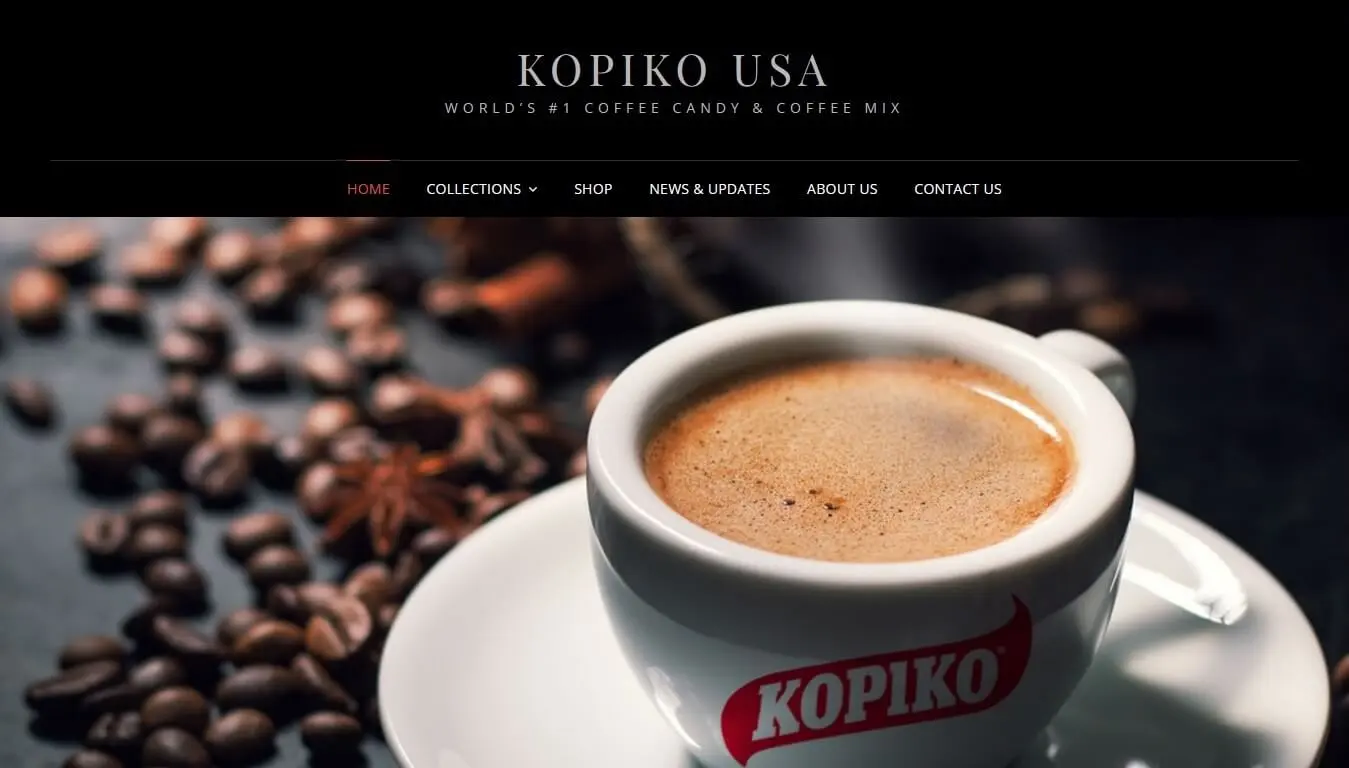 KOPIKO USA
WORLD'S #1 COFFEE CANDY & COFFEE MIX
HOME COLLECTIONS SHOP NEWS & UPDATES ABOUT US CONTACT US
KOPIKO®